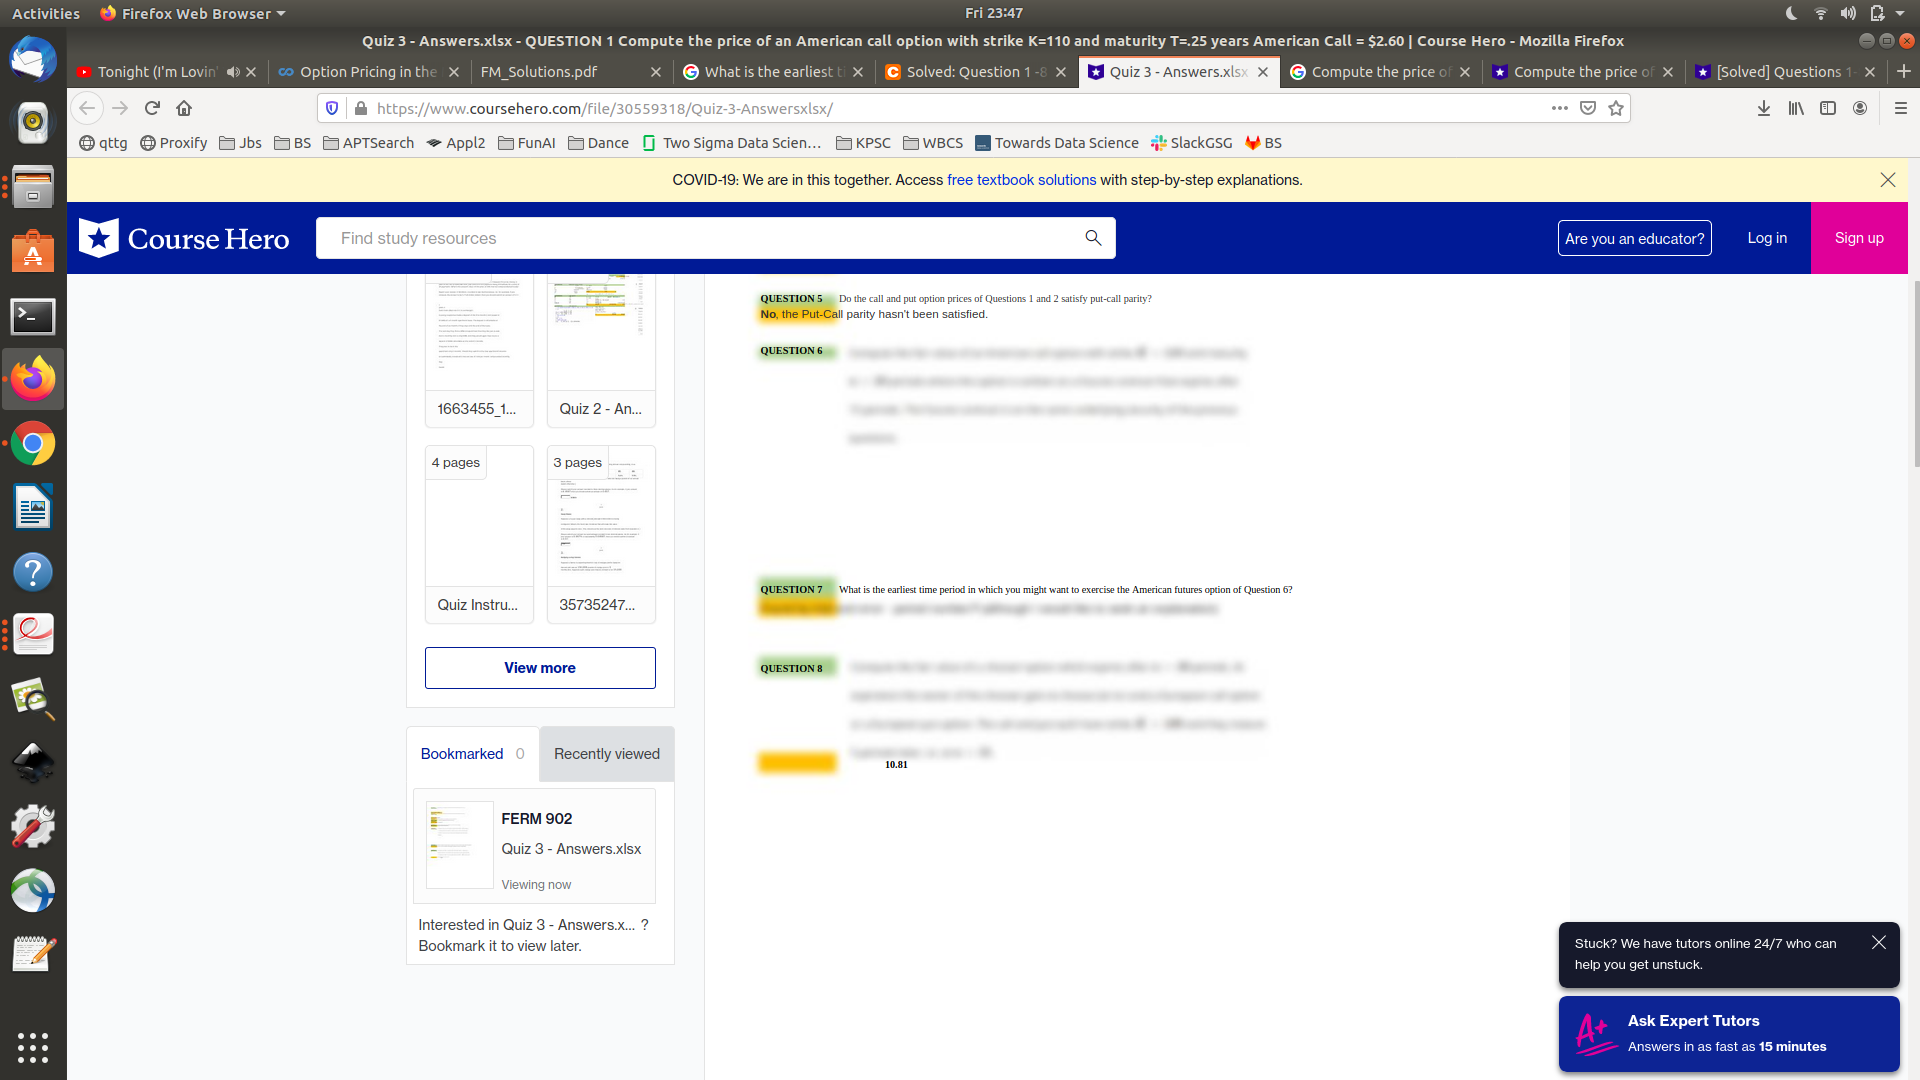 Activities
Firefox Web Browser
Fri 23:47
Quiz 3 - Answers.xlsx - QUESTION 1 Compute the price of an American call option with strike K=110 and maturity T=.25 years American Call = $2.60 | Course Hero - Mozilla Firefox
Tonight (I'm Lovin'
Option Pricing in the
FM_Solutions.pdf
What is the earliest ti
Solved: Question 1 -8
Quiz 3 - Answers.xlsx
Compute the price of
Compute the price of
[Solved] Questions 1-
https://www.coursehero.com/file/30559318/Quiz-3-Answersxlsx/
qttg
Proxify
Jbs
BS
APTSearch
Appl2
FunAI
Dance
Two Sigma Data Scien…
KPSC
WBCS
Towards Data Science
SlackGSG
BS
COVID-19: We are in this together. Access free textbook solutions with step-by-step explanations.
Course Hero
Find study resources
Are you an educator?
Log in
Sign up
1663455_1...
Quiz 2 - An...
4 pages
3 pages
Quiz Instru...
35735247...
View more
Bookmarked 0
Recently viewed
FERM 902
Quiz 3 - Answers.xlsx
Viewing now
Interested in Quiz 3 - Answers.x... ?
Bookmark it to view later.
QUESTION 5 Do the call and put option prices of Questions 1 and 2 satisfy put-call parity?
No, the Put-Call parity hasn't been satisfied.
QUESTION 6
QUESTION 7 What is the earliest time period in which you might want to exercise the American futures option of Question 6?
QUESTION 8
10.81
Stuck? We have tutors online 24/7 who can
help you get unstuck.
A+
Ask Expert Tutors
Answers in as fast as 15 minutes